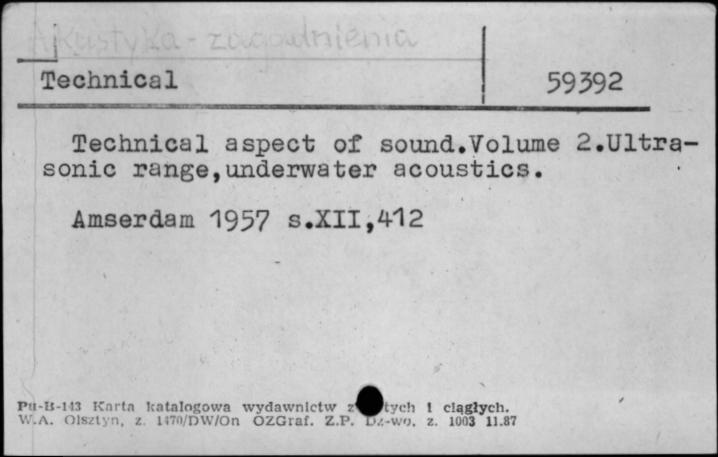 Akustyka - zagadnienia
Technical 59392
Technical aspect of sound.Volume 2.Ultra-
sonic range,underwater acoustics.
Amserdam 1957 s.XII,412
Pu-B-143 Karta katalogowa wydawnictw z tych i ciągłych.
W.A. Olsztyn, z. 1470/DW/On OZGraf. Z.P. Dz-wo. z. 1003 11.87